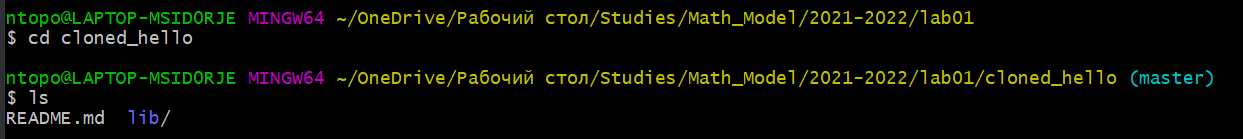 ntopo@LAPTOP-MSIDORJE MINGW64 ~/OneDrive/Рабочий стол/Studies/Math_Model/2021-2022/lab01
$ cd cloned_hello
ntopo@LAPTOP-MSIDORJE MINGW64 ~/OneDrive/Рабочий стол/Studies/Math_Model/2021-2022/lab01/cloned_hello (master)
$ ls
README.md  lib/